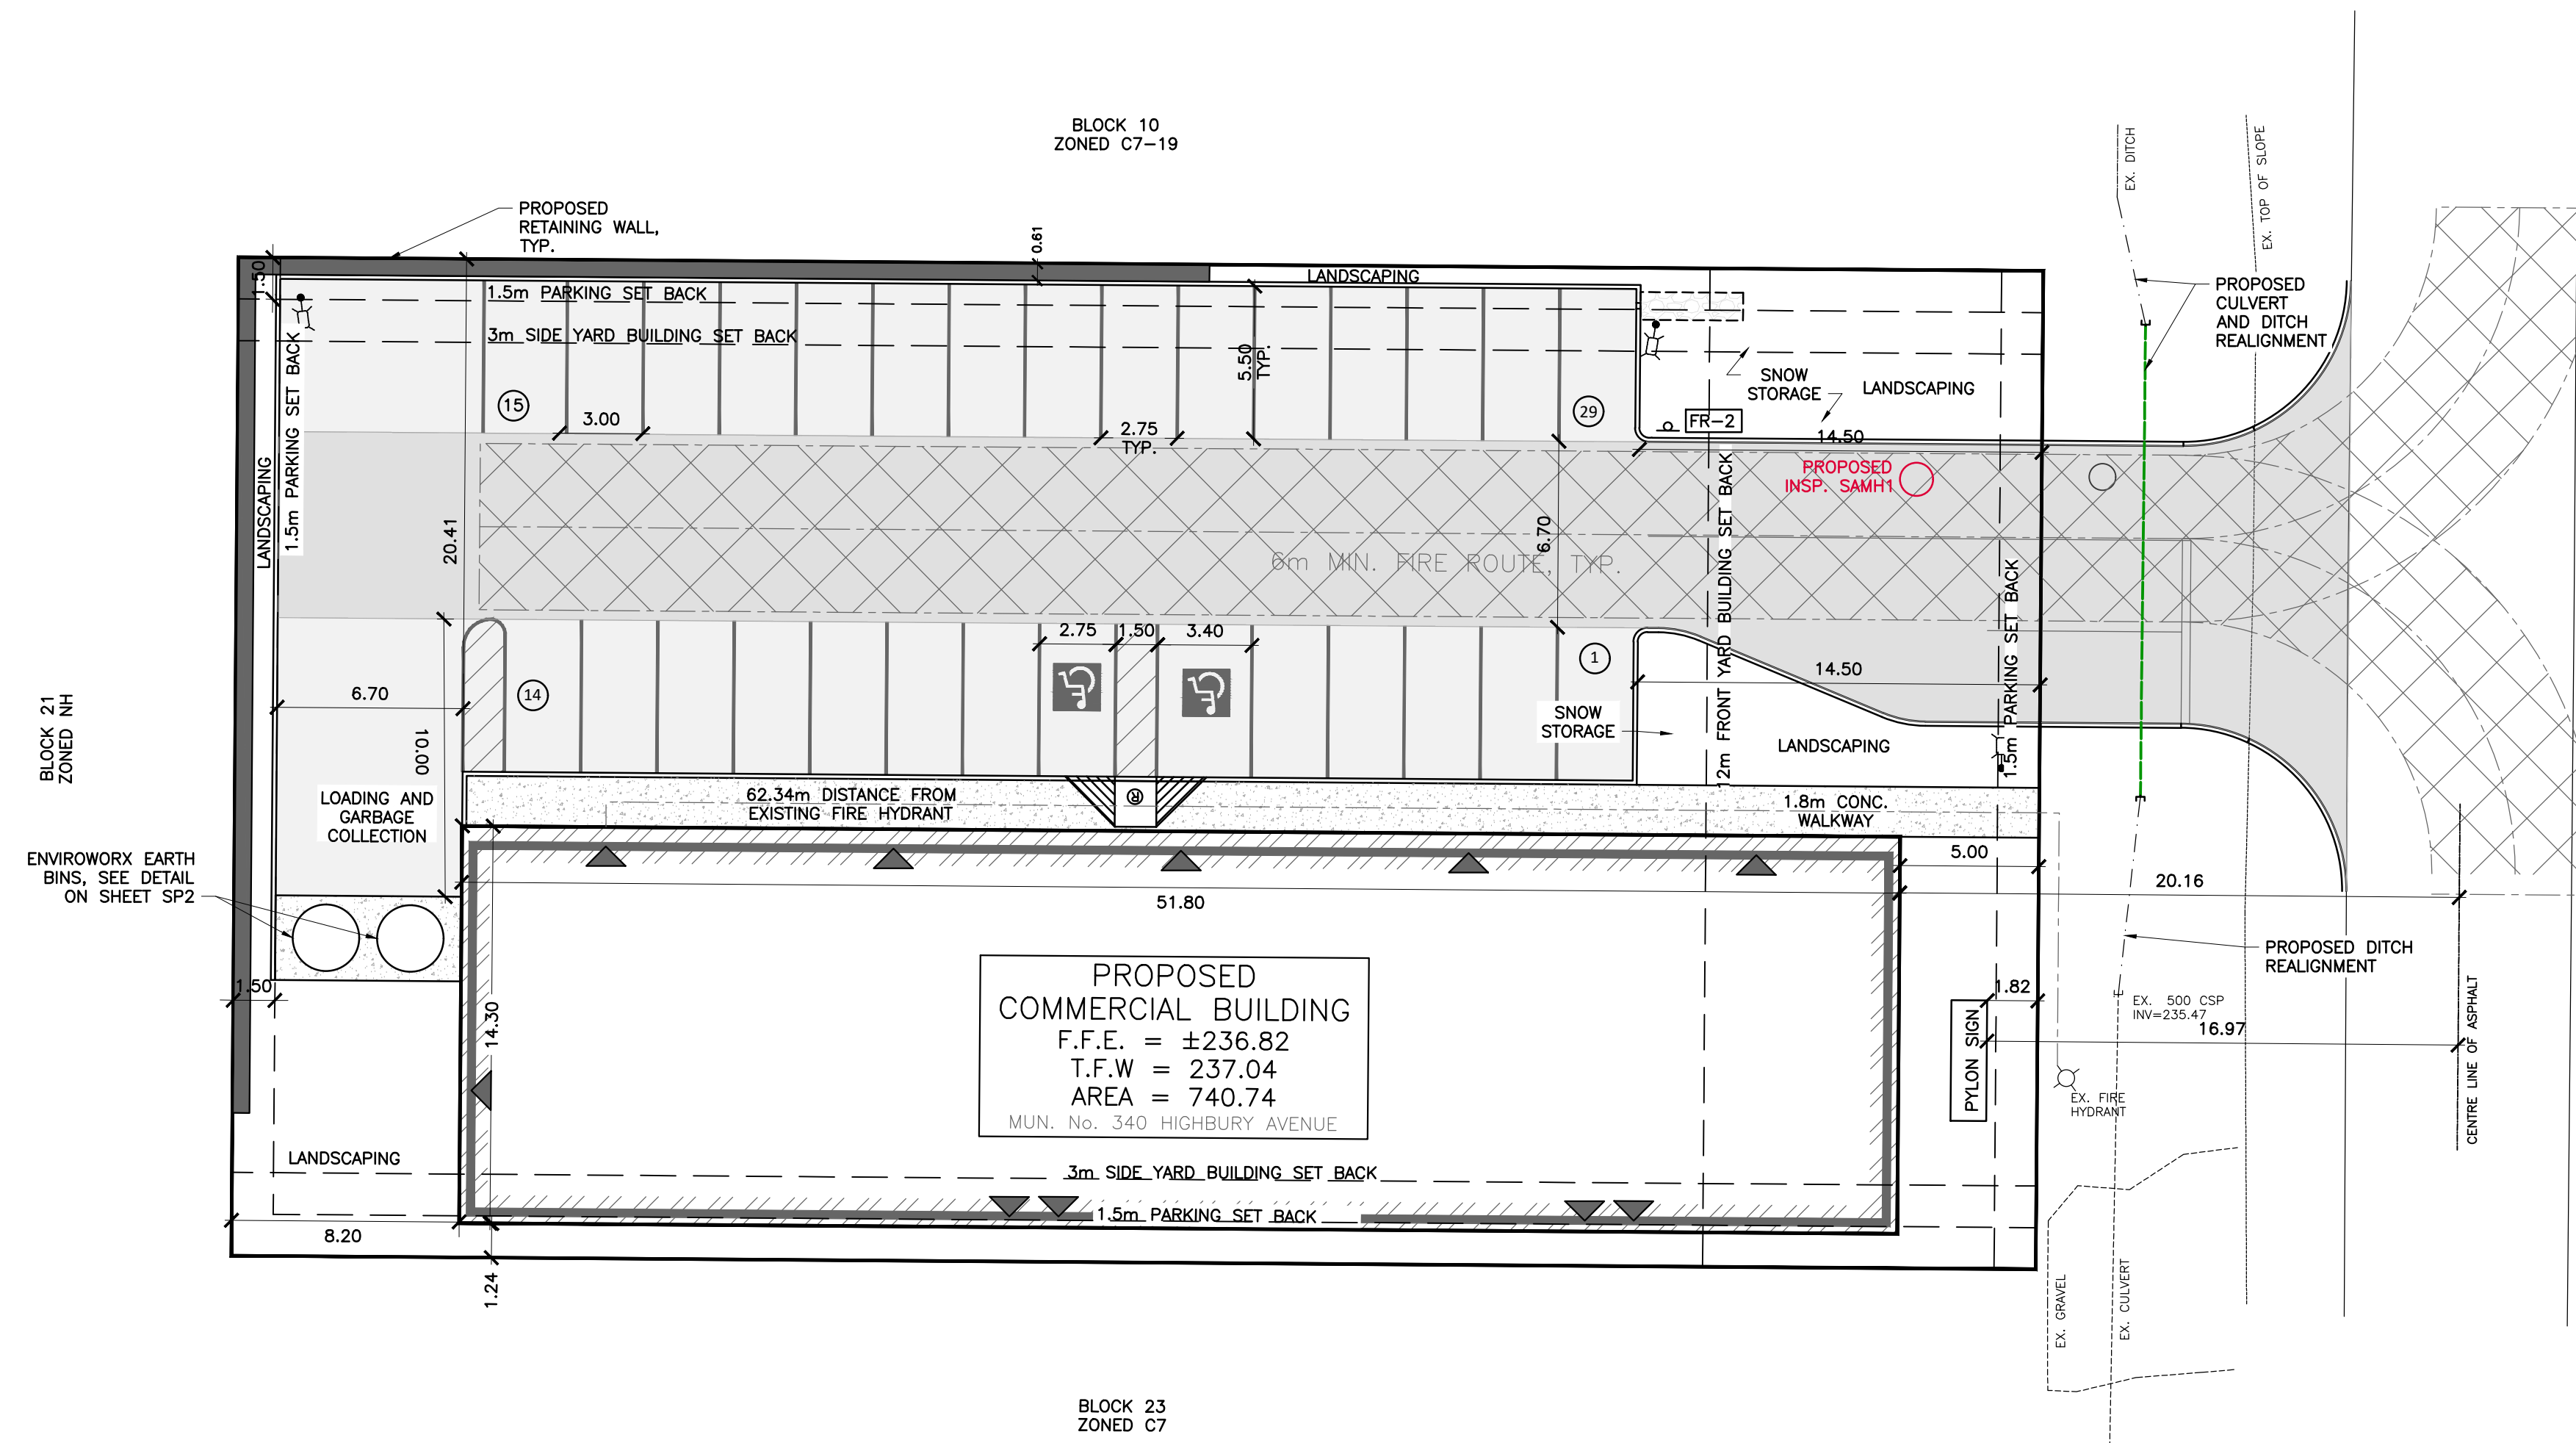 BLOCK 10
ZONED C7-19
PROPOSED
RETAINING WALL,
TYP.
0.61
EX. DITCH
EX. TOP OF SLOPE
1.50
1.5m PARKING SET BACK
3m SIDE YARD BUILDING SET BACK
LANDSCAPING
PROPOSED
CULVERT
AND DITCH
REALIGNMENT
1.5m PARKING SET BACK
LANDSCAPING
15
3.00
5.50
TYP.
2.75
TYP.
29
SNOW
STORAGE
LANDSCAPING
FR-2
14.50
PROPOSED
INSP. SAMH1
20.41
6.70
6m MIN. FIRE ROUTE, TYP.
12m FRONT YARD BUILDING SET BACK
1.5m PARKING SET BACK
2.75
1.50
3.40
1
14
6.70
10.00
14.50
SNOW
STORAGE
LANDSCAPING
BLOCK 21
ZONED NH
LOADING AND
GARBAGE
COLLECTION
62.34m DISTANCE FROM
EXISTING FIRE HYDRANT
R
1.8m CONC.
WALKWAY
ENVIROWORX EARTH
BINS, SEE DETAIL
ON SHEET SP2
5.00
20.16
51.80
PROPOSED DITCH
REALIGNMENT
1.50
14.30
PROPOSED
COMMERCIAL BUILDING
F.F.E. = ±236.82
T.F.W = 237.04
AREA = 740.74
MUN. No. 340 HIGHBURY AVENUE
1.82
PYLON SIGN
EX. 500 CSP
INV=235.47
16.97
CENTRE LINE OF ASPHALT
EX. FIRE
HYDRANT
LANDSCAPING
3m SIDE YARD BUILDING SET BACK
1.5m PARKING SET BACK
8.20
1.24
EX. GRAVEL
EX. CULVERT
BLOCK 23
ZONED C7